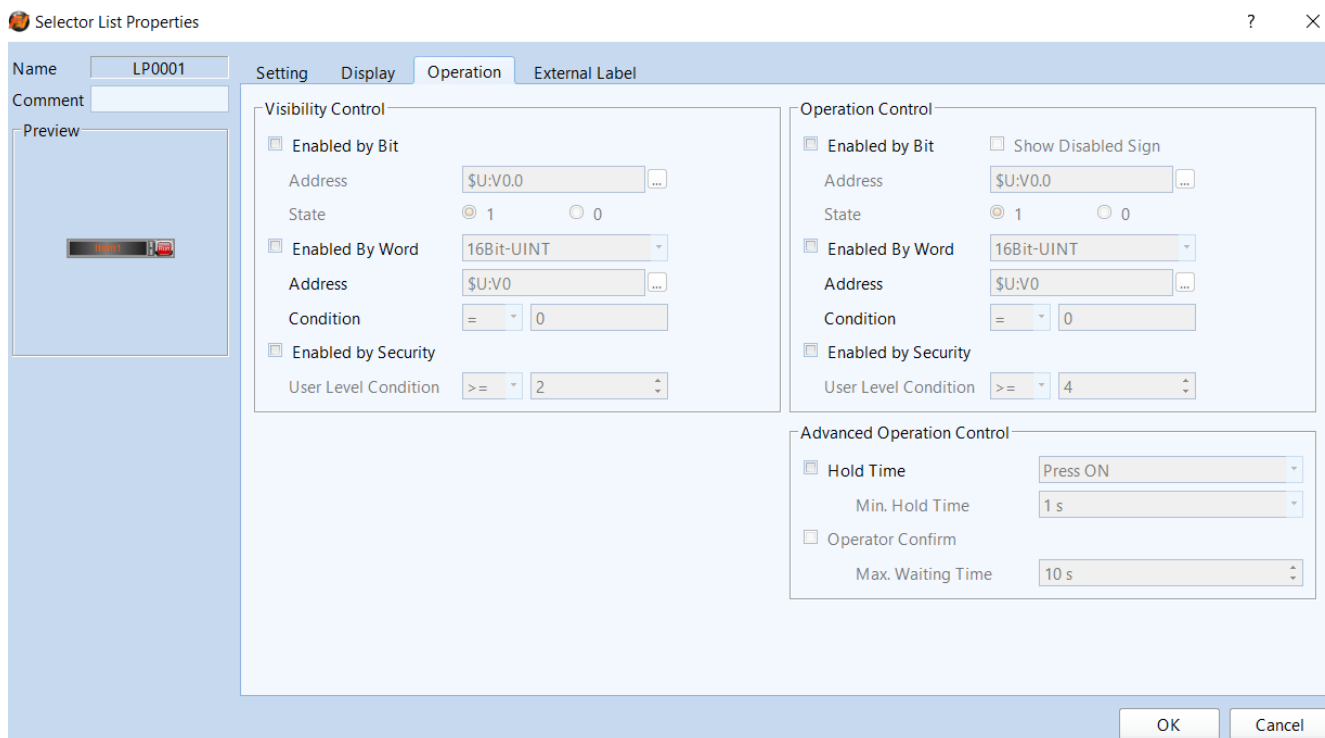 Selector List Properties
Name LP0001
Comment
Preview
Item1
Setting Display Operation External Label
Visibility Control
Enabled by Bit
Address $U:V0.0 ...
State 1 0
Enabled By Word 16Bit-UINT
Address $U:V0 ...
Condition = 0
Enabled by Security
User Level Condition >= 2
Operation Control
Enabled by Bit Show Disabled Sign
Address $U:V0.0 ...
State 1 0
Enabled By Word 16Bit-UINT
Address $U:V0 ...
Condition = 0
Enabled by Security
User Level Condition >= 4
Advanced Operation Control
Hold Time Press ON
Min. Hold Time 1 s
Operator Confirm
Max. Waiting Time 10 s
OK Cancel